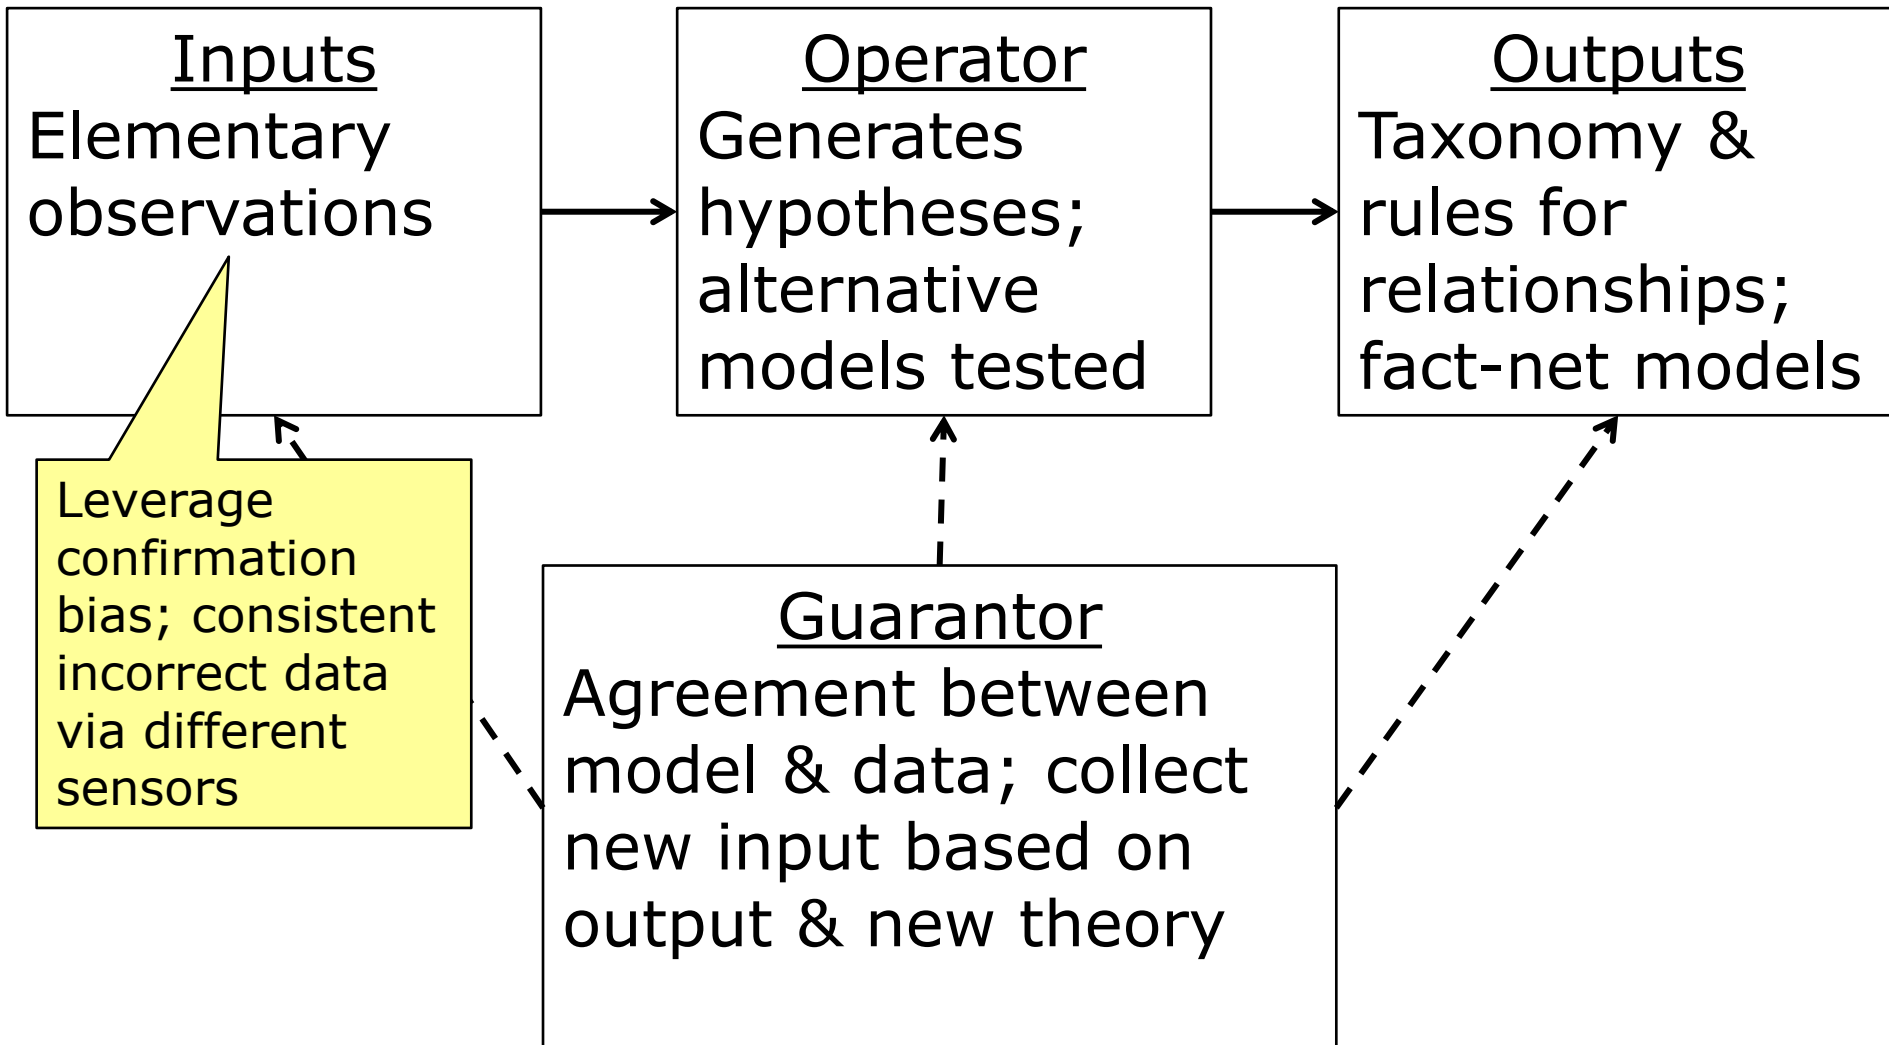 Inputs
Elementary
observations
Operator
Generates
hypotheses;
alternative
models tested
Outputs
Taxonomy &
rules for
relationships;
fact-net models
Leverage
confirmation
bias; consistent
incorrect data
via different
sensors
Guarantor
Agreement between
model & data; collect
new input based on
output & new theory